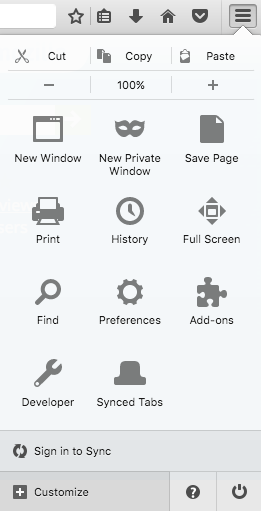 Cut Copy Paste
100%
New Window New Private Window Save Page
Print History Full Screen
Find Preferences Add-ons
Developer Synced Tabs
Sign in to Sync
Customize